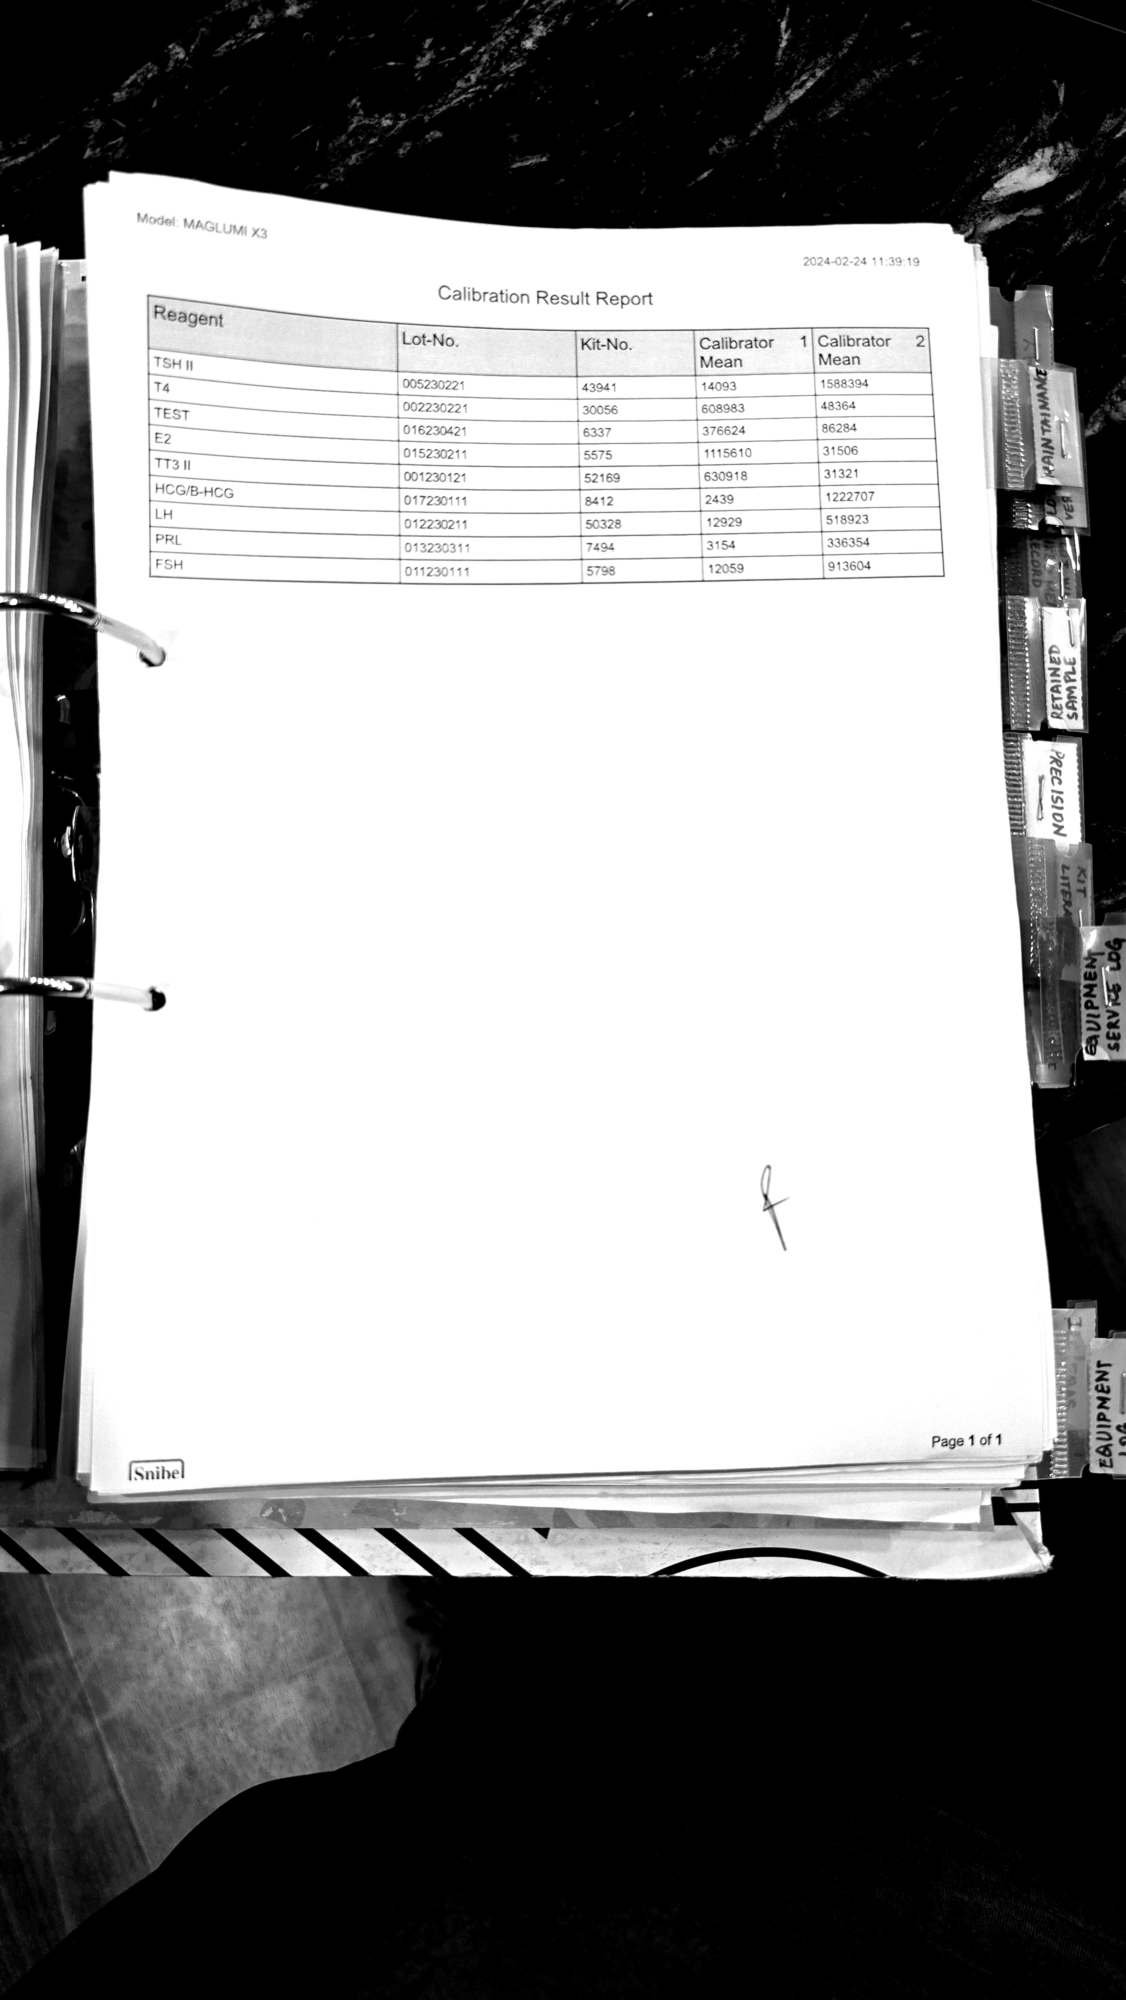 Model: MAGLUMI X3
2024-02-24 11:39:19
Calibration Result Report
Reagent Lot-No. Kit-No. Calibrator 1 Mean Calibrator 2 Mean
TSH II 005230221 43941 14093 1588394
T4 002230221 30056 608983 48364
TEST 016230421 6337 376624 86284
E2 015230211 5575 1115610 31506
TT3 II 001230121 52169 630918 31321
HCG/B-HCG 017230111 8412 2439 1222707
LH 012230211 50328 12929 518923
PRL 013230311 7494 3154 336354
FSH 011230111 5798 12059 913604
Page 1 of 1
Snibe
MAINTAINANCE
VER
RETAINED
SAMPLE
PRECISION
KIT
EQUIPMENT
SERVICE LOG
EQUIPMENT
LOG